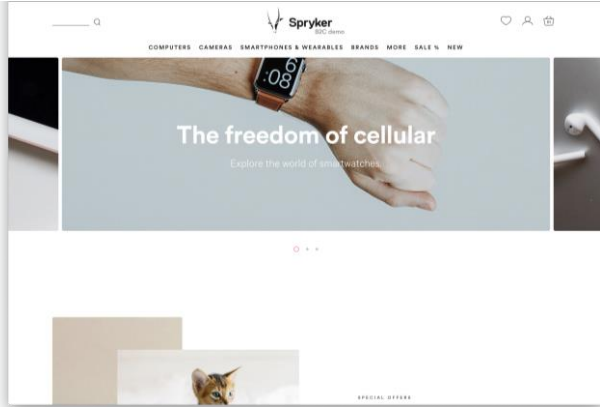 Spryker
B2C demo
COMPUTERS CAMERAS SMARTPHONES & WEARABLES BRANDS MORE SALE % NEW
The freedom of cellular
Explore the world of smartwatches.
SPECIAL OFFERS